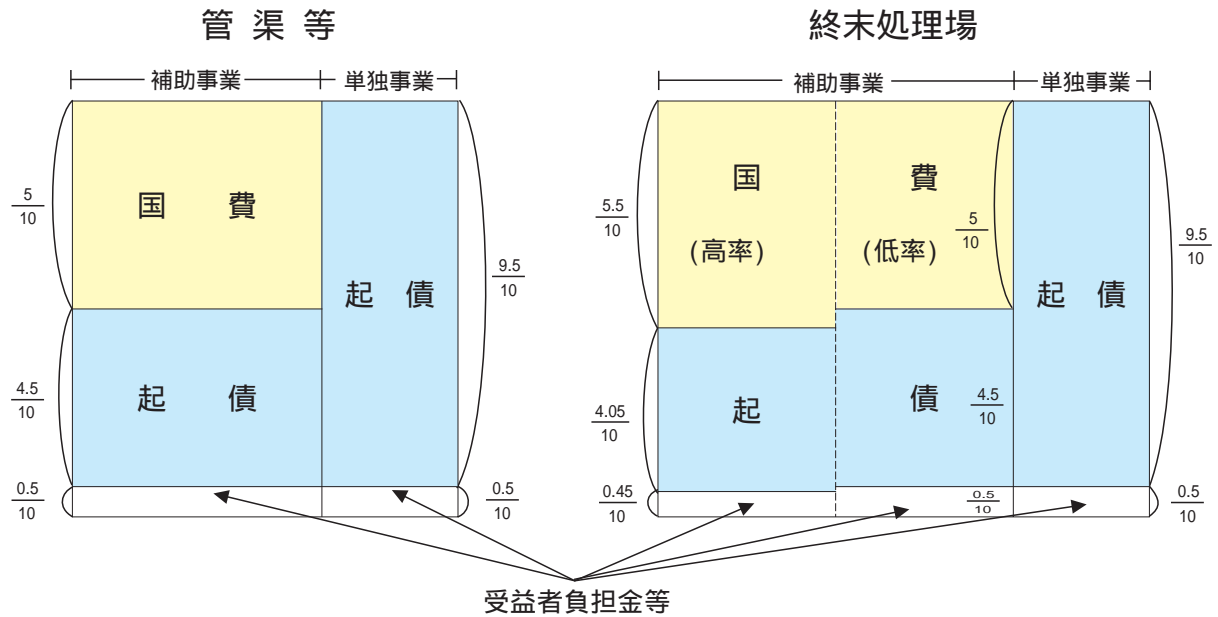 管渠等
補助事業
単独事業
国費
起債
起債
5/10
4.5/10
0.5/10
9.5/10
0.5/10
終末処理場
補助事業
単独事業
国費
(高率)
(低率)
起債
起債
5.5/10
4.05/10
0.45/10
5/10
4.5/10
0.5/10
9.5/10
0.5/10
受益者負担金等